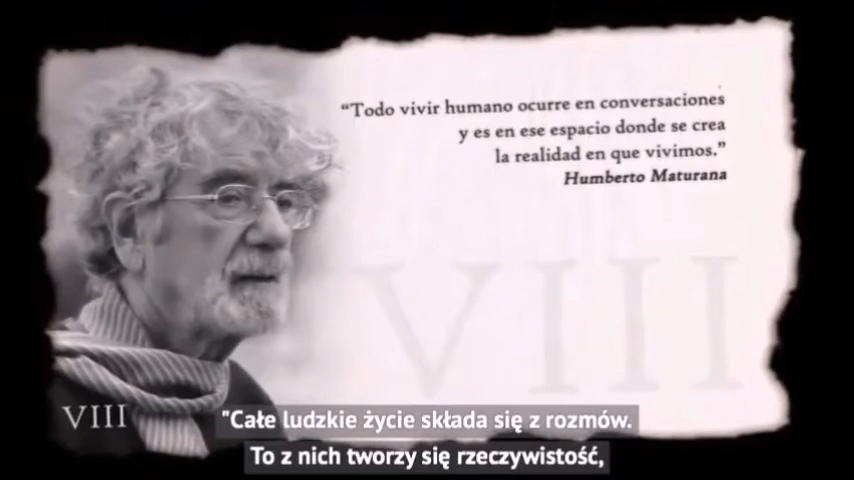 “Todo vivir humano ocurre en conversaciones
y es en ese espacio donde se crea
la realidad en que vivimos.”
Humberto Maturana
VIII
VIII
"Całe ludzkie życie składa się z rozmów.
To z nich tworzy się rzeczywistość,